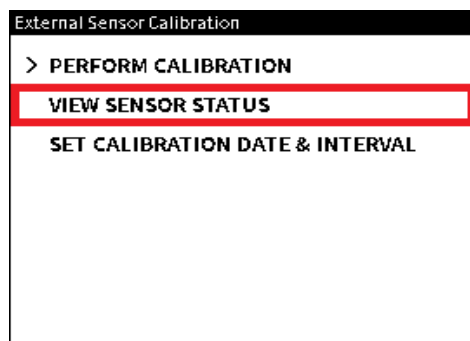 External Sensor Calibration
> PERFORM CALIBRATION
VIEW SENSOR STATUS
SET CALIBRATION DATE & INTERVAL